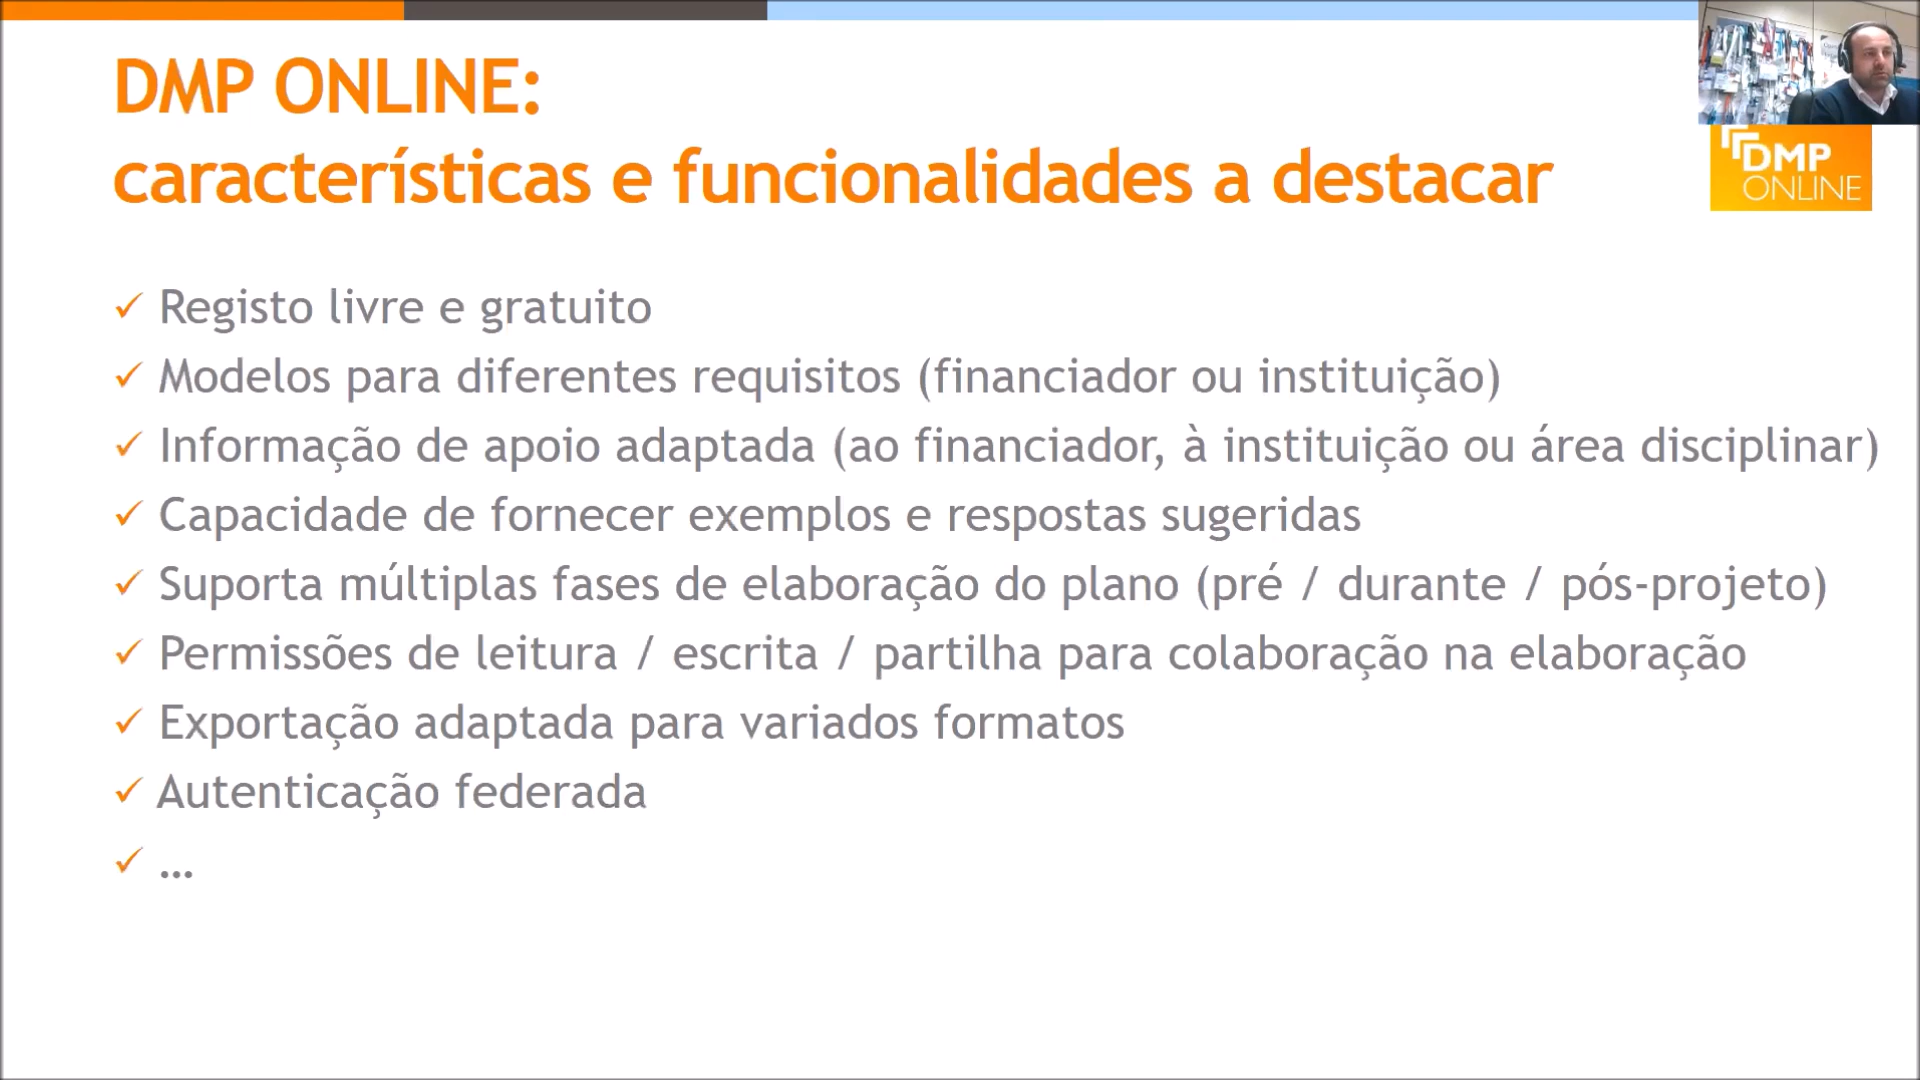 DMP ONLINE:
características e funcionalidades a destacar
DMP
ONLINE
✓ Registo livre e gratuito
✓ Modelos para diferentes requisitos (financiador ou instituição)
✓ Informação de apoio adaptada (ao financiador, à instituição ou área disciplinar)
✓ Capacidade de fornecer exemplos e respostas sugeridas
✓ Suporta múltiplas fases de elaboração do plano (pré / durante / pós-projeto)
✓ Permissões de leitura / escrita / partilha para colaboração na elaboração
✓ Exportação adaptada para variados formatos
✓ Autenticação federada
✓ ...